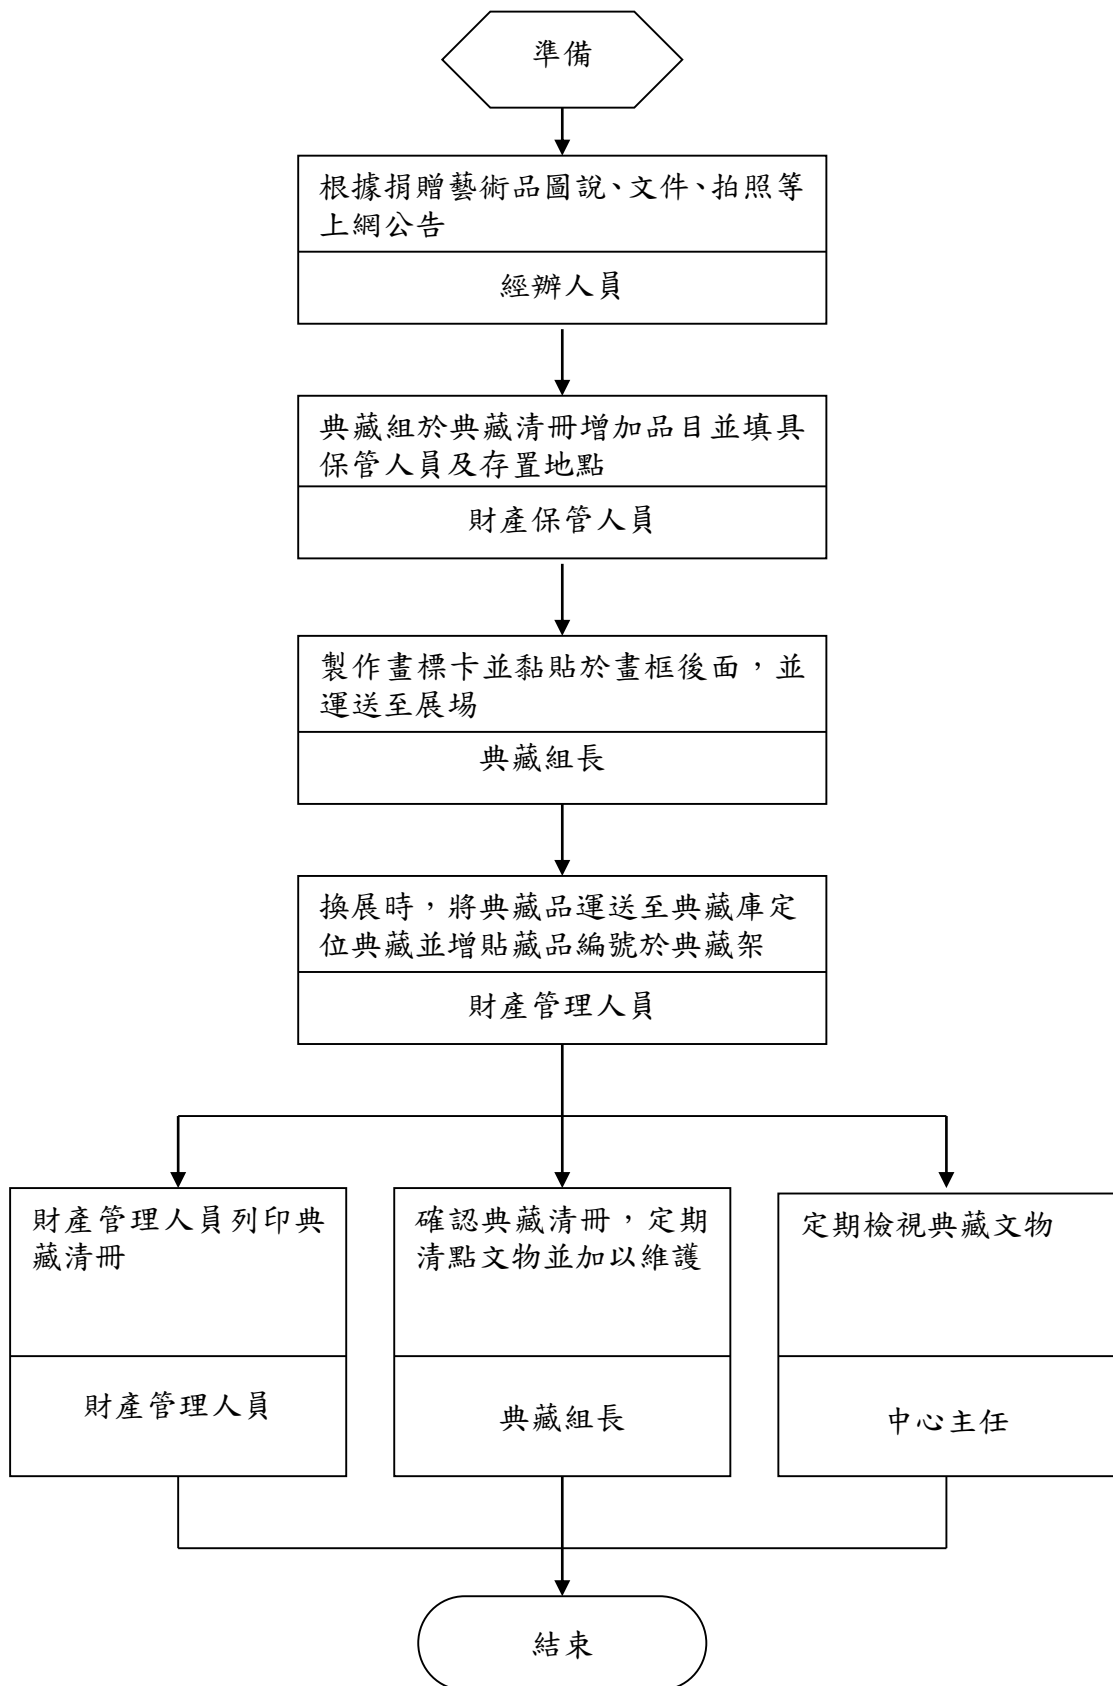 準備
根據捐贈藝術品圖說、文件、拍照等
上網公告
經辦人員
典藏組於典藏清冊增加品目並填具
保管人員及存置地點
財產保管人員
製作畫標卡並黏貼於畫框後面，並
運送至展場
典藏組長
換展時，將典藏品運送至典藏庫定
位典藏並增貼藏品編號於典藏架
財產管理人員
財產管理人員列印典
藏清冊
財產管理人員
確認典藏清冊，定期
清點文物並加以維護
典藏組長
定期檢視典藏文物
中心主任
結束